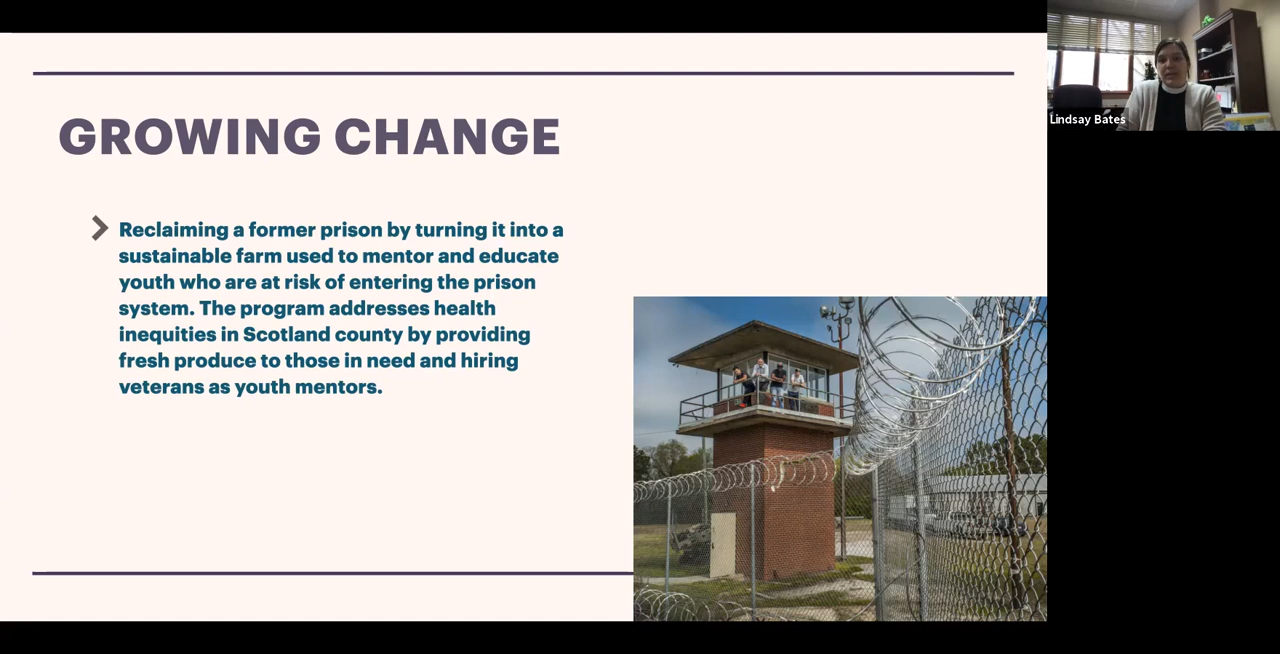 GROWING CHANGE
Reclaiming a former prison by turning it into a
sustainable farm used to mentor and educate
youth who are at risk of entering the prison
system. The program addresses health
inequities in Scotland county by providing
fresh produce to those in need and hiring
veterans as youth mentors.
Lindsay Bates